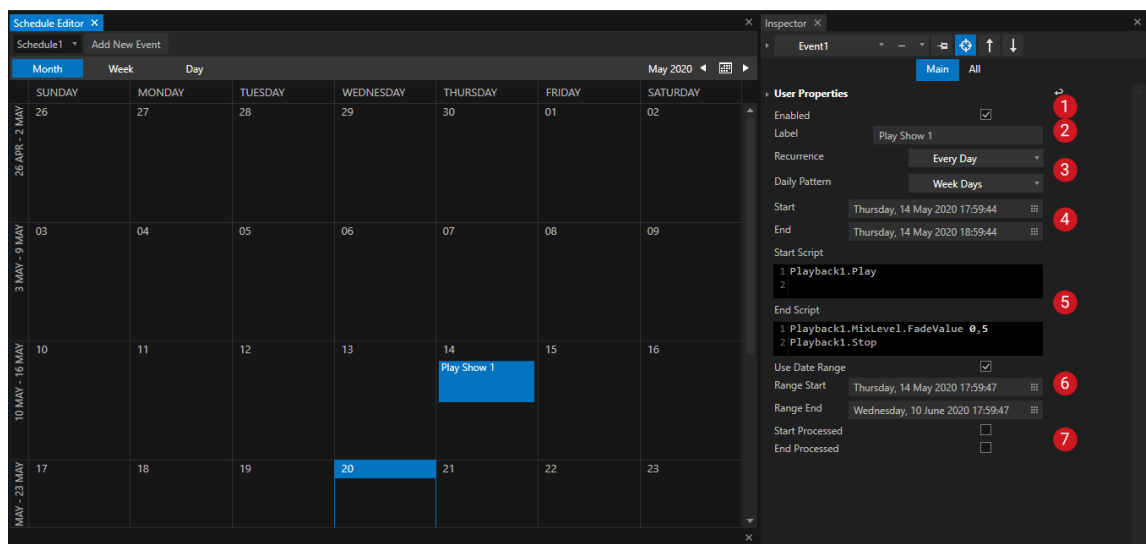 Schedule Editor
Schedule1 Add New Event
Month Week Day May 2020
SUNDAY MONDAY TUESDAY WEDNESDAY THURSDAY FRIDAY SATURDAY
26 APR - 2 MAY
26 27 28 29 30 01 02
3 MAY - 9 MAY
03 04 05 06 07 08 09
10 MAY - 16 MAY
10 11 12 13 14 15 16
Play Show 1
MAY - 23 MAY
17 18 19 20 21 22 23
Inspector
Event1
Main All
User Properties
Enabled 1
Label Play Show 1 2
Recurrence Every Day
3
Daily Pattern Week Days
Start Thursday, 14 May 2020 17:59:44
4
End Thursday, 14 May 2020 18:59:44
Start Script
1 Playback1.Play
2
5
End Script
1 Playback1.MixLevel.FadeValue 0,5
2 Playback1.Stop
Use Date Range
Range Start Thursday, 14 May 2020 17:59:47 6
Range End Wednesday, 10 June 2020 17:59:47
Start Processed
7
End Processed